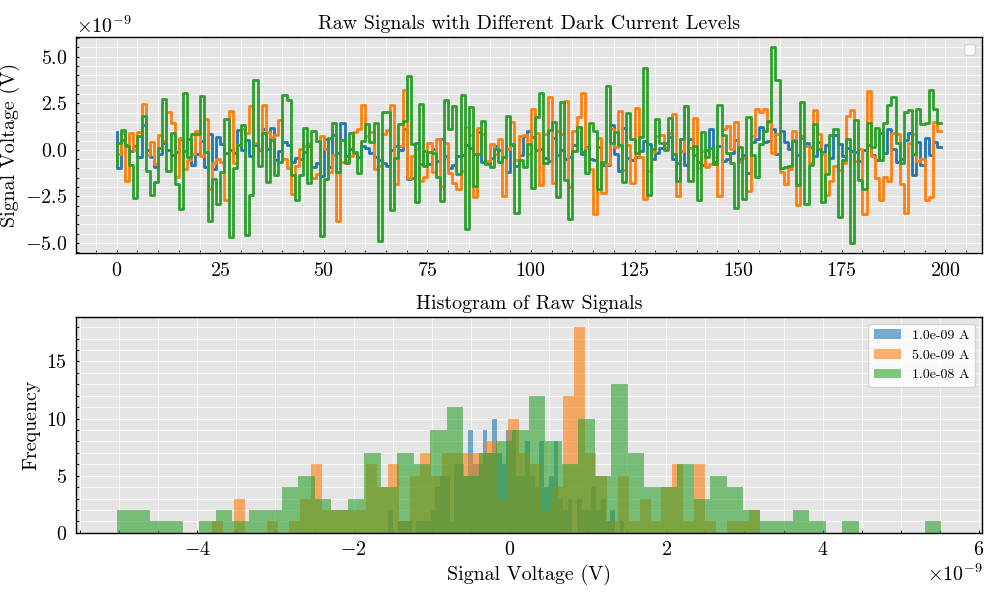 Raw Signals with Different Dark Current Levels
×10⁻⁹
Signal Voltage (V)
5.0
2.5
0.0
−2.5
−5.0
0 25 50 75 100 125 150 175 200
Histogram of Raw Signals
Frequency
15
10
5
0
1.0e-09 A
5.0e-09 A
1.0e-08 A
−4 −2 0 2 4 6
Signal Voltage (V)
×10⁻⁹